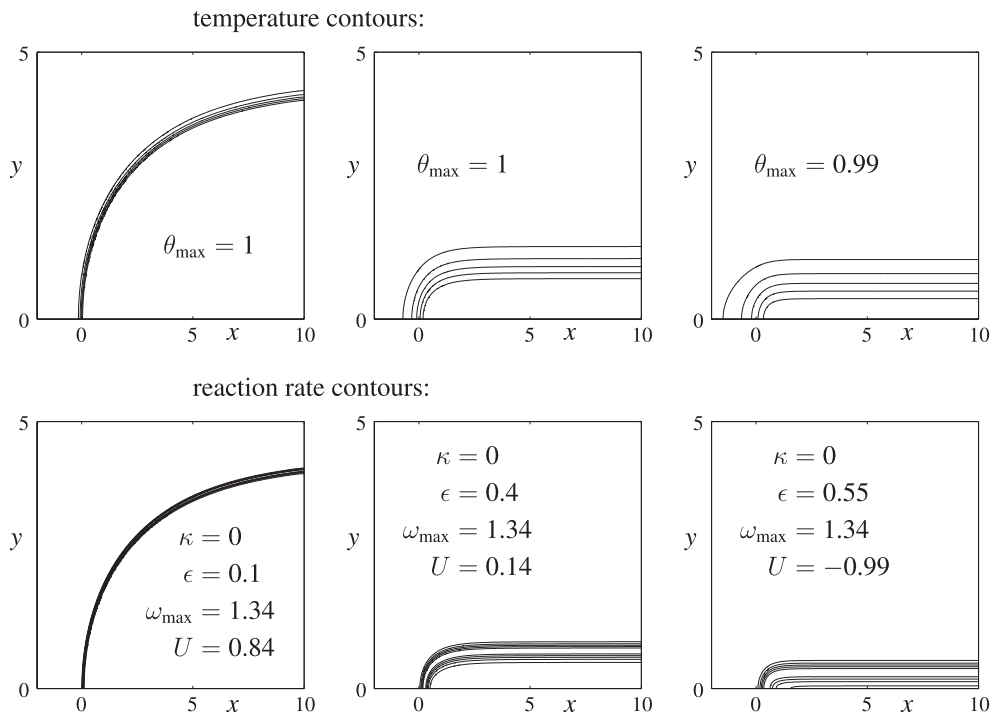 temperature contours:
5
y
θmax = 1
0
0 5 x 10
5
y
θmax = 1
0
0 5 x 10
5
y
θmax = 0.99
0
0 5 x 10
reaction rate contours:
5
y
κ = 0
ϵ = 0.1
ωmax = 1.34
U = 0.84
0
0 5 x 10
5
κ = 0
ϵ = 0.4
y
ωmax = 1.34
U = 0.14
0
0 5 x 10
5
κ = 0
ϵ = 0.55
y
ωmax = 1.34
U = −0.99
0
0 5 x 10